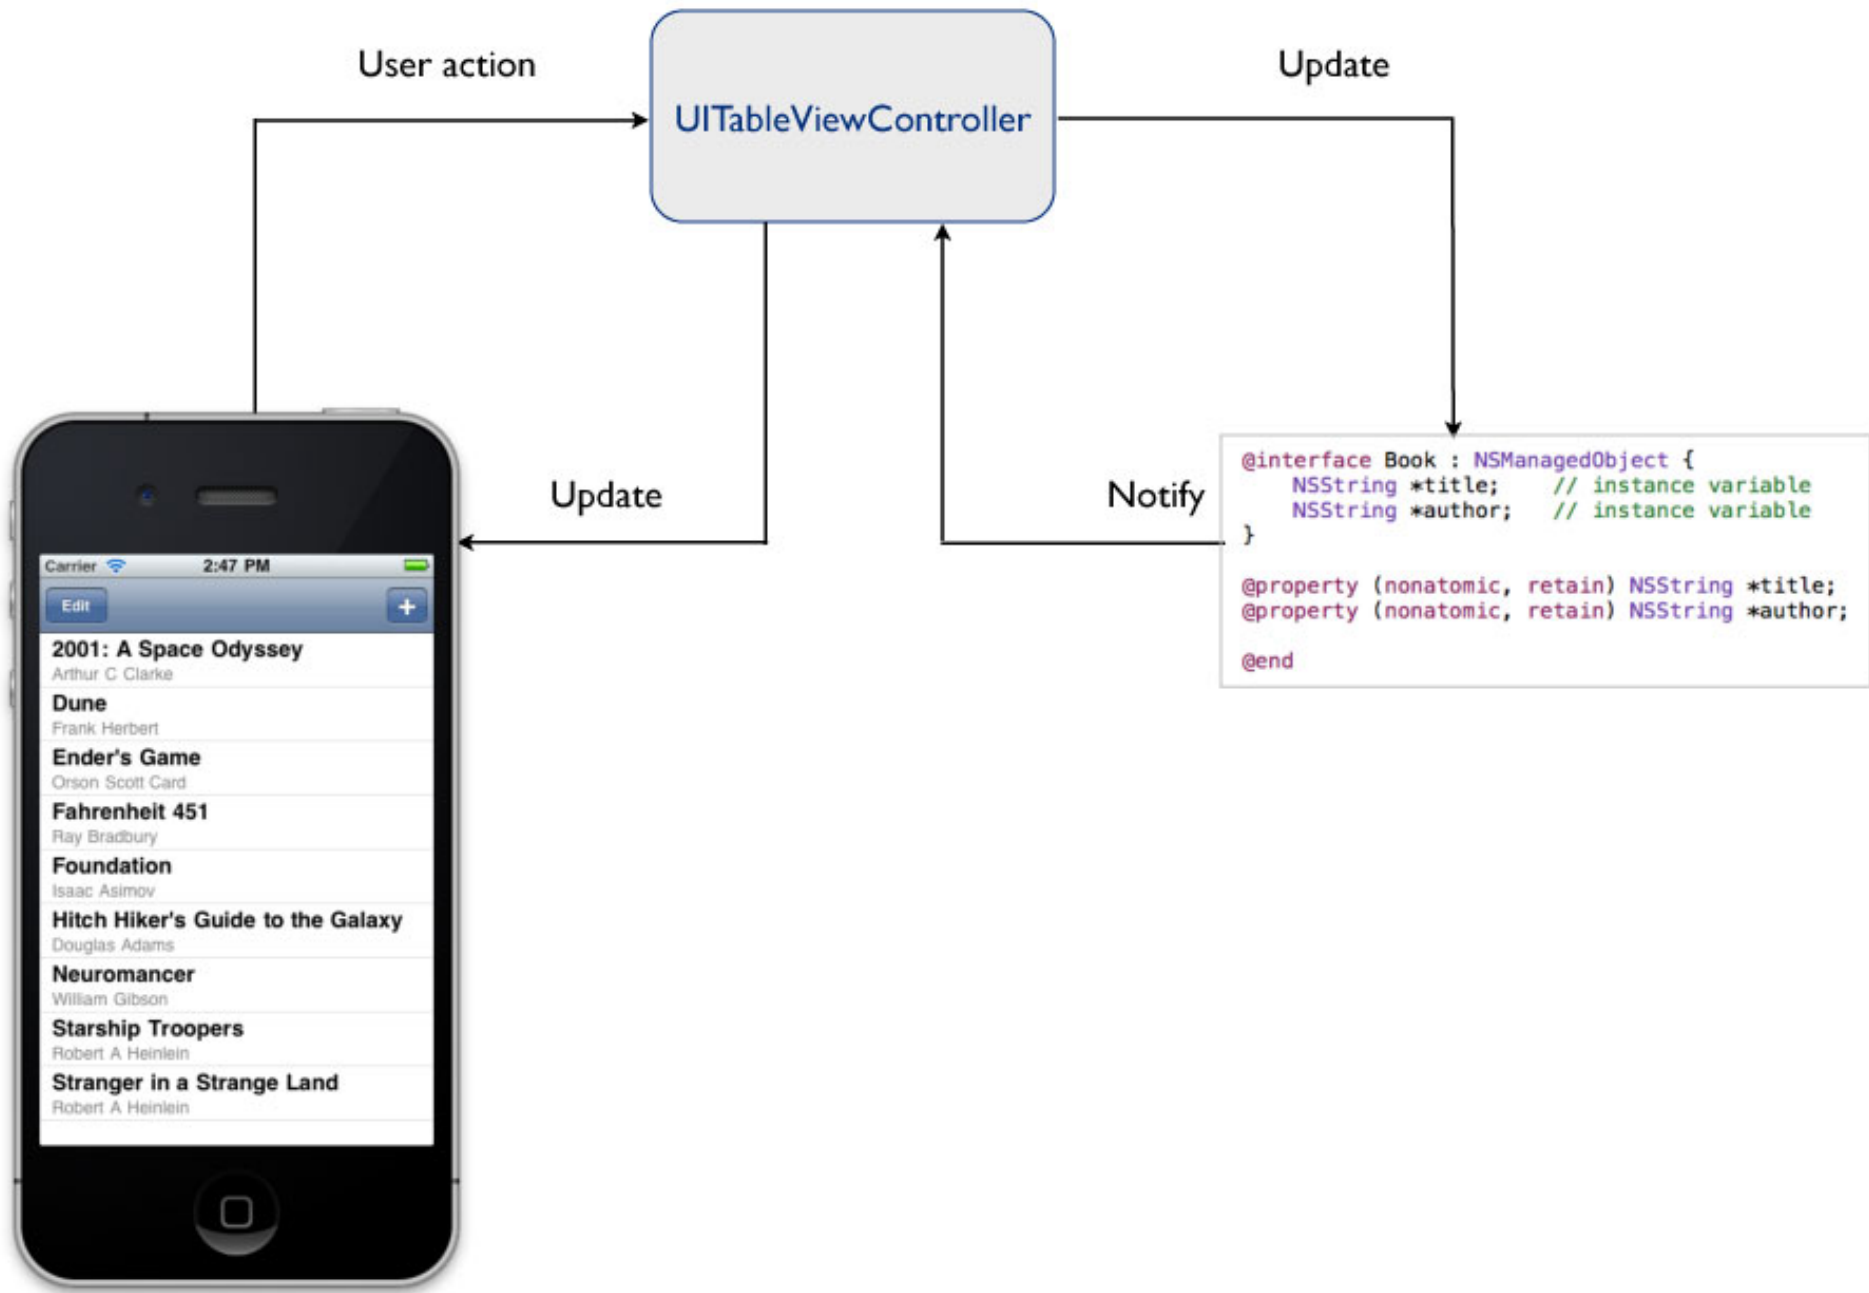 User action
UITableViewController
Update
Update
Notify
@interface Book : NSManagedObject {
NSString *title; // instance variable
NSString *author; // instance variable
}
@property (nonatomic, retain) NSString *title;
@property (nonatomic, retain) NSString *author;
@end
Carrier 2:47 PM
Edit +
2001: A Space Odyssey
Arthur C Clarke
Dune
Frank Herbert
Ender's Game
Orson Scott Card
Fahrenheit 451
Ray Bradbury
Foundation
Isaac Asimov
Hitch Hiker's Guide to the Galaxy
Douglas Adams
Neuromancer
William Gibson
Starship Troopers
Robert A Heinlein
Stranger in a Strange Land
Robert A Heinlein